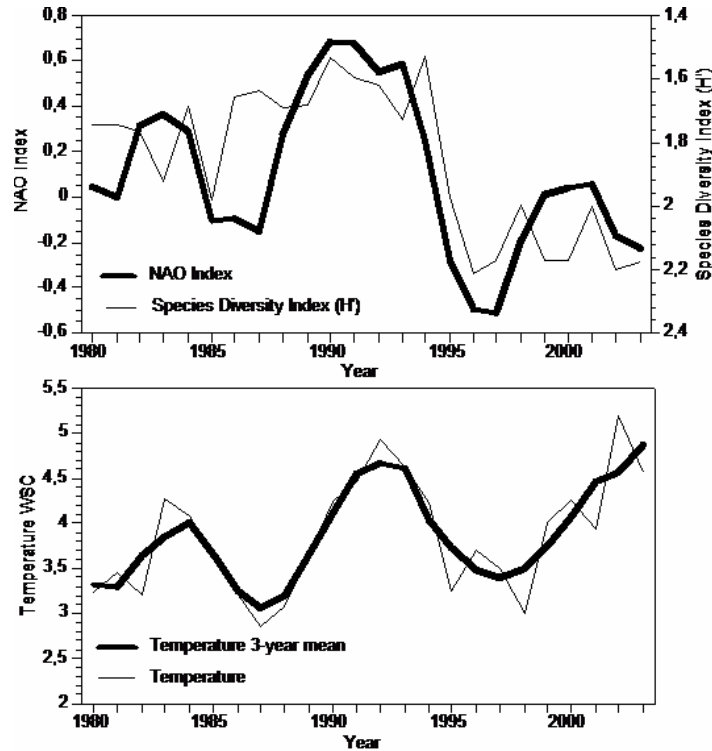 0,8
0,6
0,4
0,2
0
-0,2
-0,4
-0,6
NAO Index
1,4
1,6
1,8
2
2,2
2,4
Species Diversity Index (H')
NAO Index
Species Diversity Index (H')
1980 1985 1990 1995 2000
Year
5,5
5
4,5
4
3,5
3
2,5
2
Temperature WSC
Temperature 3-year mean
Temperature
1980 1985 1990 1995 2000
Year